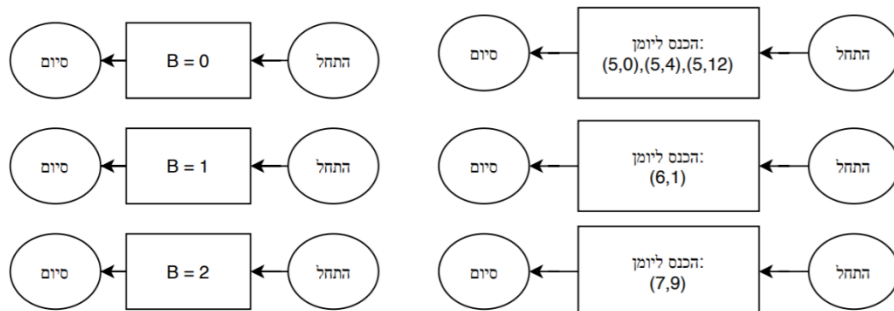 התחל
הכנס ליומן:
(5,0),(5,4),(5,12)
סיום
התחל
B = 0
סיום
התחל
הכנס ליומן:
(6,1)
סיום
התחל
B = 1
סיום
התחל
הכנס ליומן:
(7,9)
סיום
התחל
B = 2
סיום